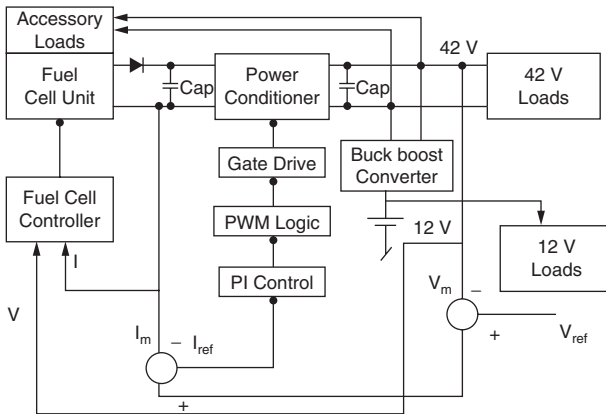 Accessory
Loads
Fuel
Cell Unit
Cap
Power
Conditioner
Cap
42 V
42 V
Loads
Gate Drive
Buck boost
Converter
Fuel Cell
Controller
PWM Logic
12 V
12 V
Loads
I
PI Control
V
Vm
−
Im
−
Iref
+
Vref
+